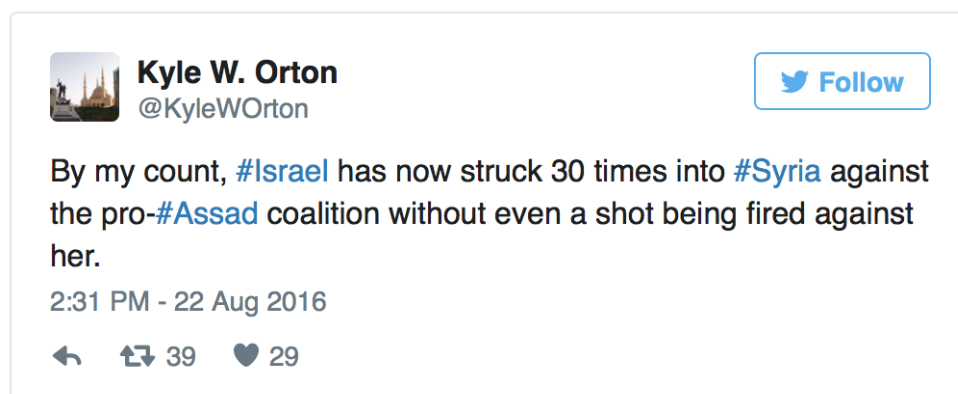 Kyle W. Orton
@KyleWOrton
Follow
By my count, #Israel has now struck 30 times into #Syria against
the pro-#Assad coalition without even a shot being fired against
her.
2:31 PM - 22 Aug 2016
39 29